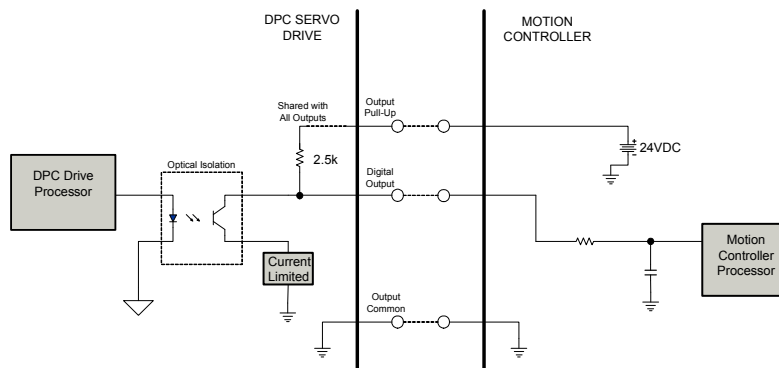 DPC SERVO
DRIVE
MOTION
CONTROLLER
Shared with
All Outputs
Output
Pull-Up
24VDC
Optical Isolation
2.5k
DPC Drive
Processor
Digital
Output
Current
Limited
Motion
Controller
Processor
Output
Common